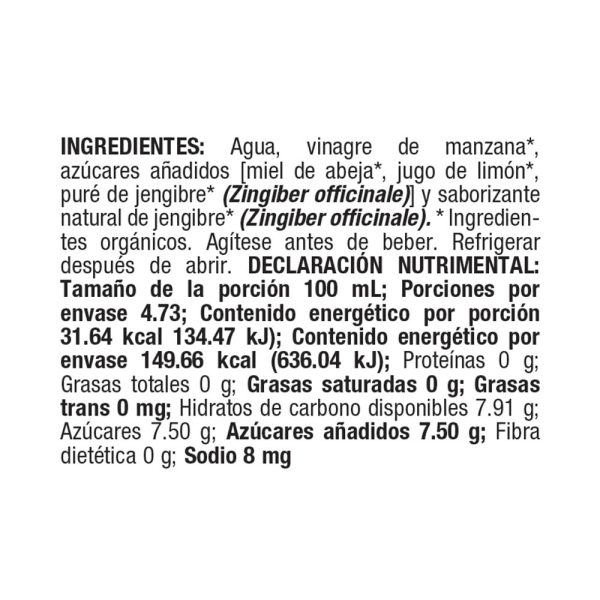 INGREDIENTES: Agua, vinagre de manzana*,
azúcares añadidos [miel de abeja*, jugo de limón*,
puré de jengibre* (Zingiber officinale)] y saborizante
natural de jengibre* (Zingiber officinale). * Ingredien-
tes orgánicos. Agítese antes de beber. Refrigerar
después de abrir. DECLARACIÓN NUTRIMENTAL:
Tamaño de la porción 100 mL; Porciones por
envase 4.73; Contenido energético por porción
31.64 kcal 134.47 kJ); Contenido energético por
envase 149.66 kcal (636.04 kJ); Proteínas 0 g;
Grasas totales 0 g; Grasas saturadas 0 g; Grasas
trans 0 mg; Hidratos de carbono disponibles 7.91 g;
Azúcares 7.50 g; Azúcares añadidos 7.50 g; Fibra
dietética 0 g; Sodio 8 mg